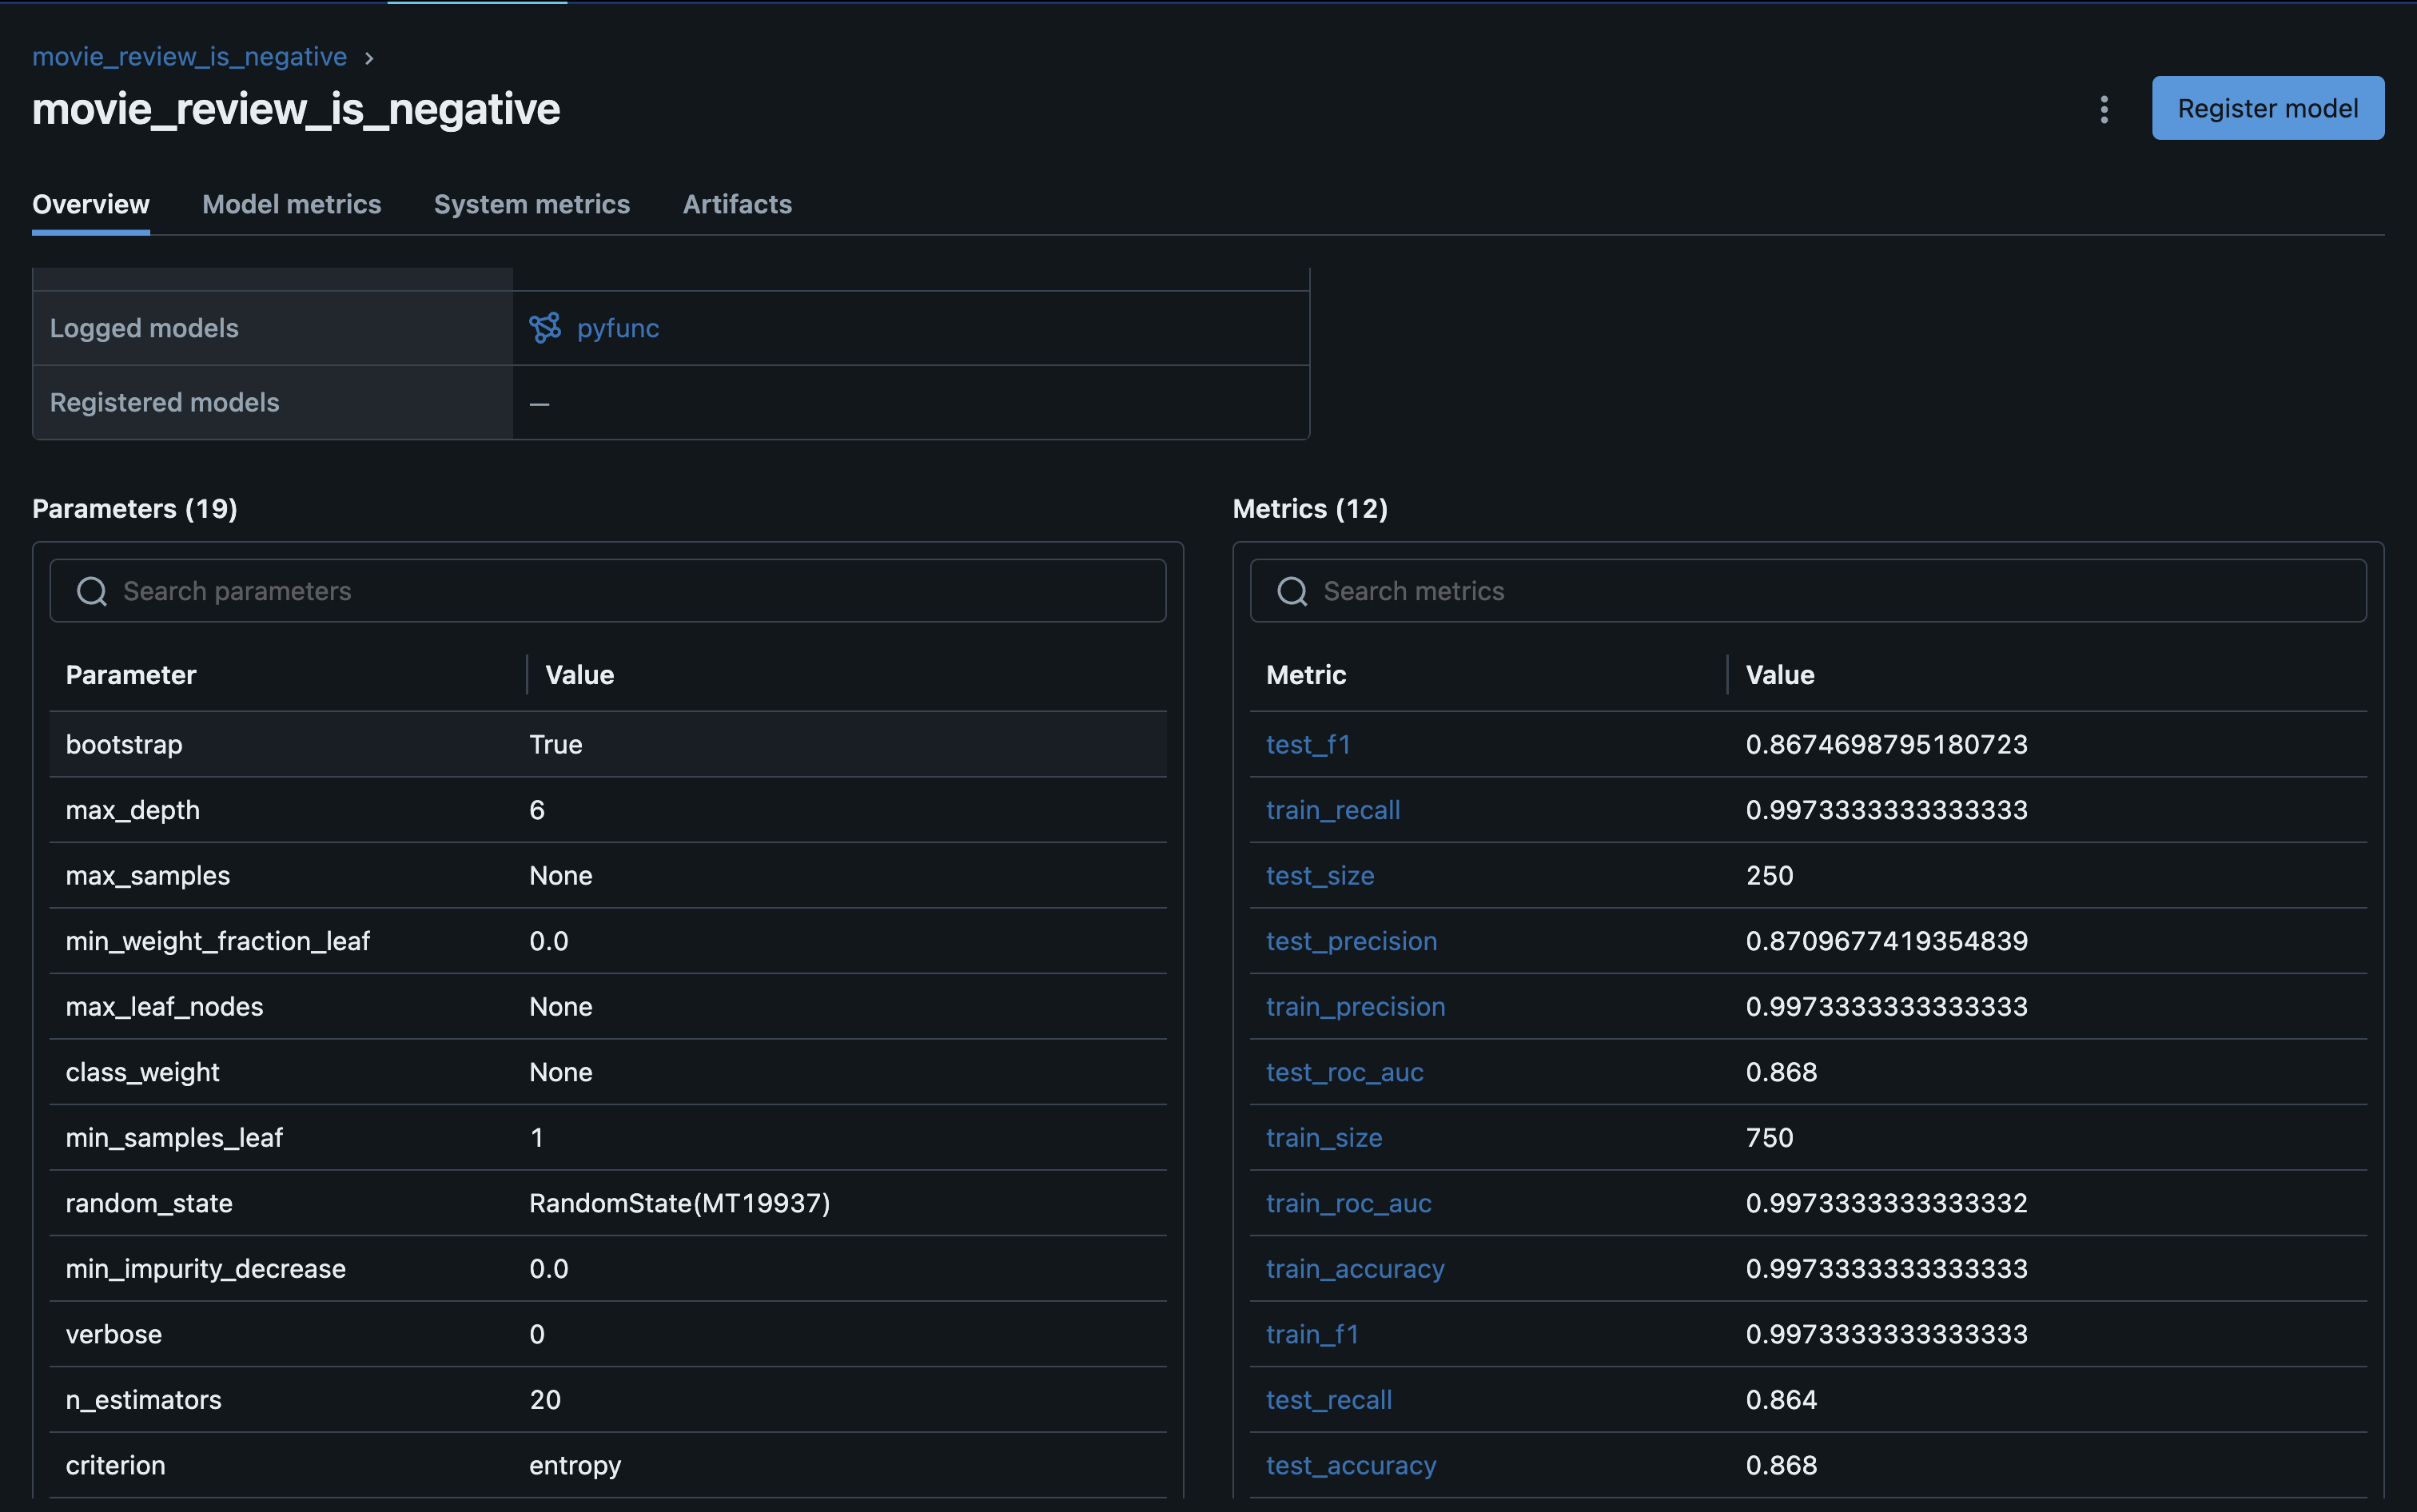 movie_review_is_negative ›
movie_review_is_negative
Register model
Overview Model metrics System metrics Artifacts
Logged models pyfunc
Registered models —
Parameters (19)
Search parameters
Parameter Value
bootstrap True
max_depth 6
max_samples None
min_weight_fraction_leaf 0.0
max_leaf_nodes None
class_weight None
min_samples_leaf 1
random_state RandomState(MT19937)
min_impurity_decrease 0.0
verbose 0
n_estimators 20
criterion entropy
Metrics (12)
Search metrics
Metric Value
test_f1 0.8674698795180723
train_recall 0.9973333333333333
test_size 250
test_precision 0.8709677419354839
train_precision 0.9973333333333333
test_roc_auc 0.868
train_size 750
train_roc_auc 0.9973333333333332
train_accuracy 0.9973333333333333
train_f1 0.9973333333333333
test_recall 0.864
test_accuracy 0.868